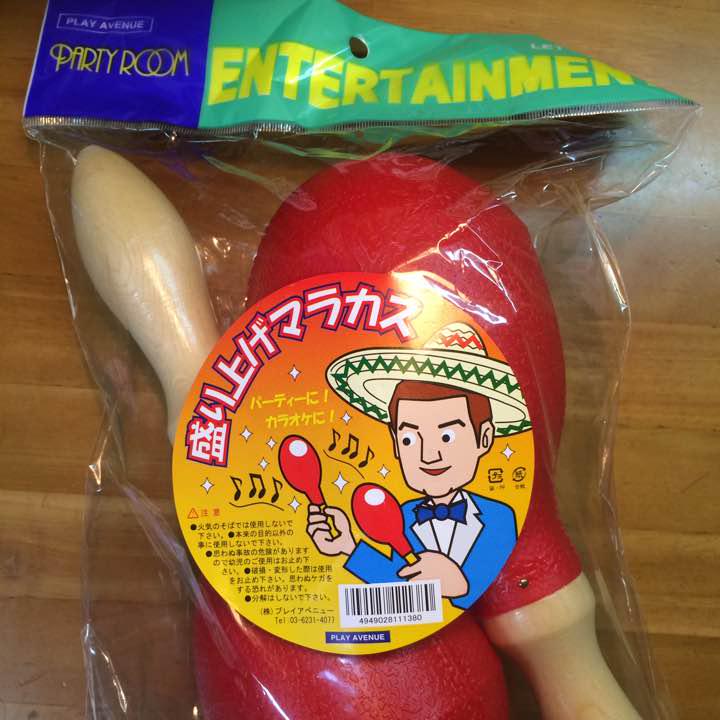 PLAY AVENUE
PARTY ROOM
ENTERTAINMEN
盛り上げマラカス
パーティーに!
カラオケに!
⚠注意
●火気のそばでは使用しないで
下さい。●本来の目的以外の
事に使用しないで下さい。
●思わぬ事故の危険があります
ので幼児のご使用はお止め下
さい。●破損・変形した際は使用
をお止め下さい。思わぬケガを
する恐れがあります。
●分解はしないで下さい。
(株)プレイアベニュー
Tel.03-6231-4077
プラ
紙
4949028111380
PLAY AVENUE